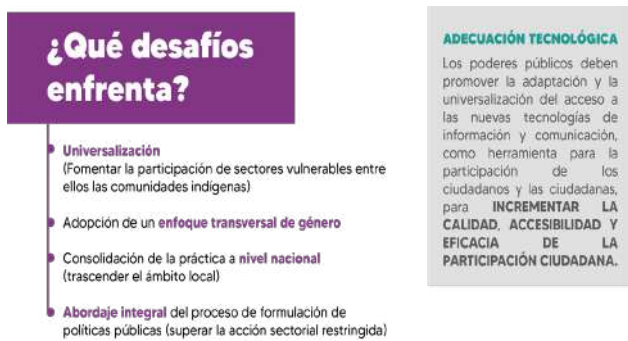 ¿Qué desafíos
enfrenta?
Universalización
(Fomentar la participación de sectores vulnerables entre
ellos las comunidades indígenas)
Adopción de un enfoque transversal de género
Consolidación de la práctica a nivel nacional
(trascender el ámbito local)
Abordaje integral del proceso de formulación de
políticas públicas (superar la acción sectorial restringida)
ADECUACIÓN TECNOLÓGICA
Los poderes públicos deben
promover la adaptación y la
universalización del acceso a
las nuevas tecnologías de
información y comunicación,
como herramienta para la
participación de los
ciudadanos y las ciudadanas,
para INCREMENTAR LA
CALIDAD, ACCESIBILIDAD Y
EFICACIA DE LA
PARTICIPACIÓN CIUDADANA.